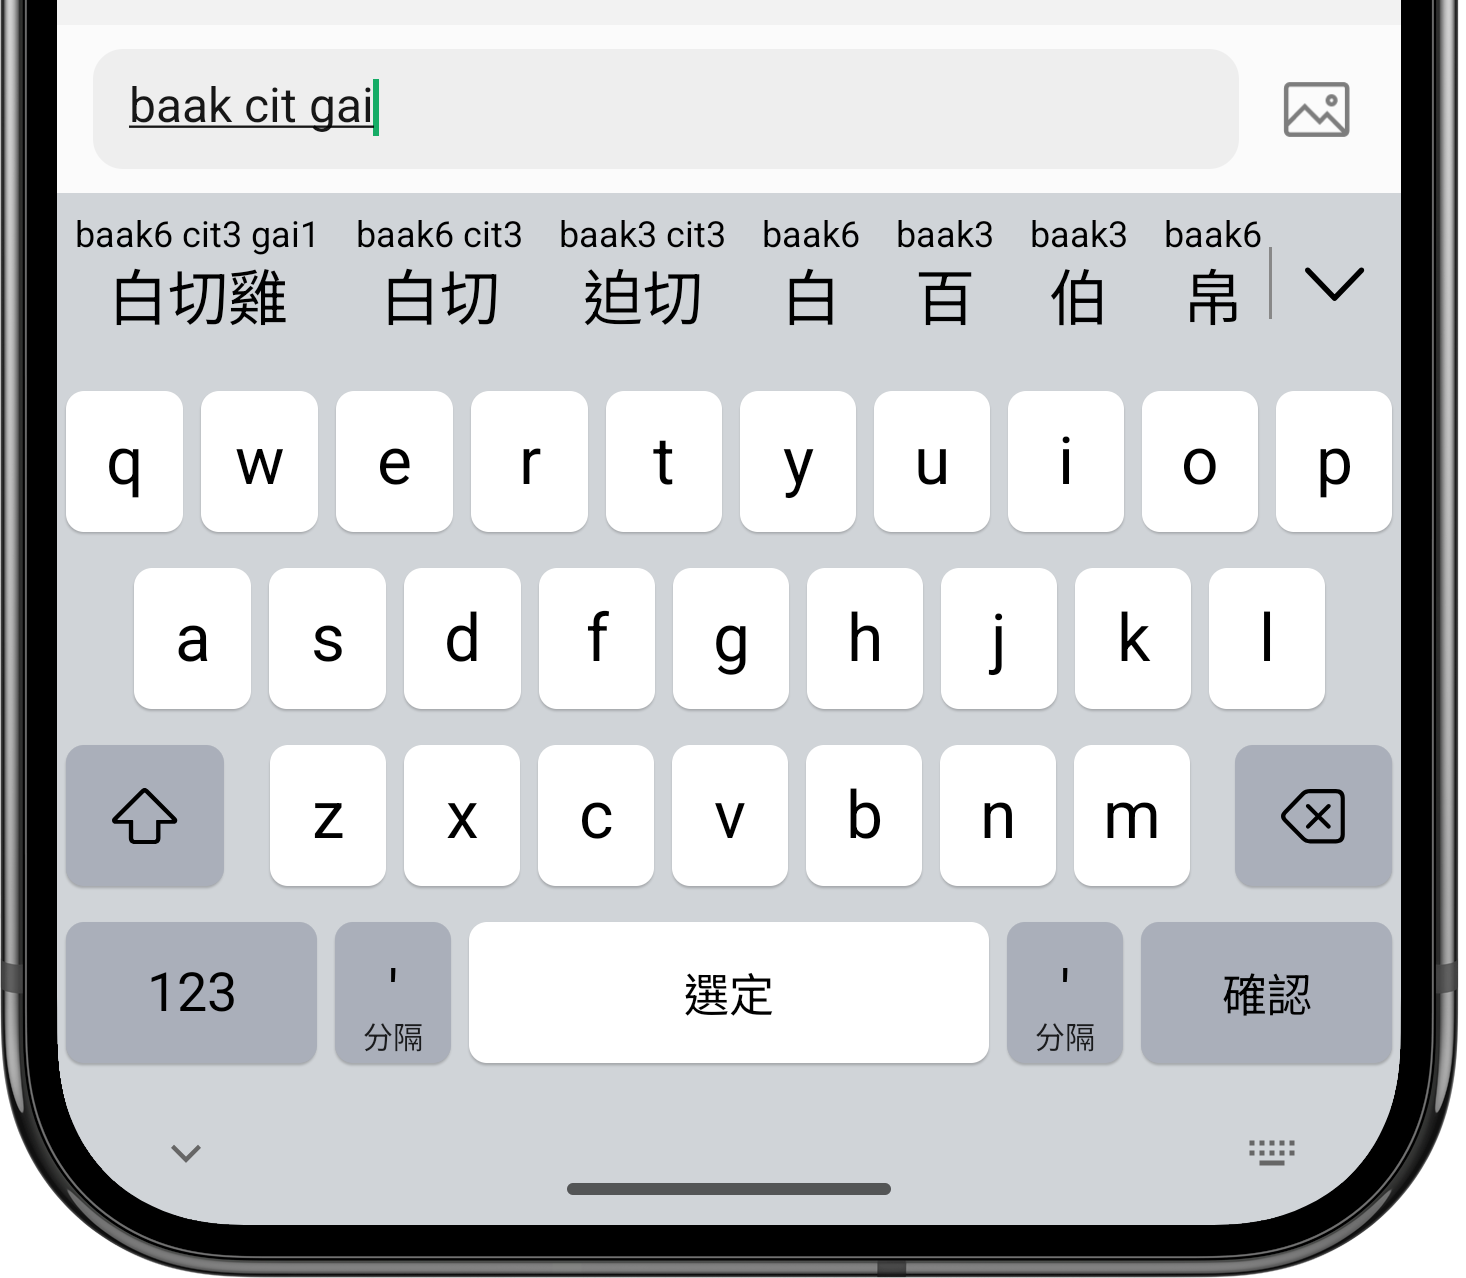 baak cit gai
baak6 cit3 gai1 baak6 cit3 baak3 cit3 baak6 baak3 baak3 baak6
白切雞 白切 迫切 白 百 伯 帛
q w e r t y u i o p
a s d f g h j k l
z x c v b n m
123 ' 選定 ' 確認
分隔 分隔